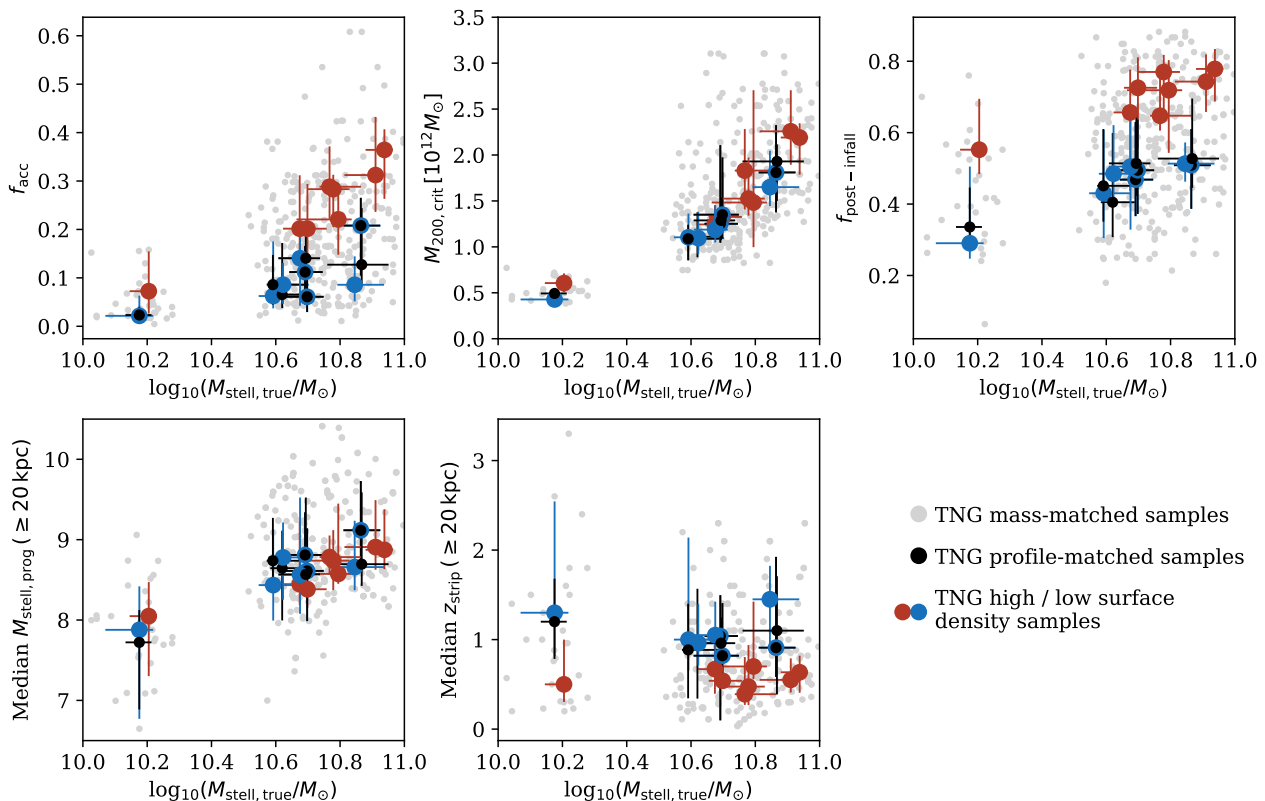 0.6
0.5
0.4
0.3
0.2
0.1
0.0
f_acc
10.0 10.2 10.4 10.6 10.8 11.0
log₁₀(M_stell, true/M_⊙)
3.5
3.0
2.5
2.0
1.5
1.0
0.5
0.0
M_200, crit [10¹²M_⊙]
10.0 10.2 10.4 10.6 10.8 11.0
log₁₀(M_stell, true/M_⊙)
0.8
0.6
0.4
0.2
f_post−infall
10.0 10.2 10.4 10.6 10.8 11.0
log₁₀(M_stell, true/M_⊙)
10
9
8
7
Median M_stell, prog (≥20 kpc)
10.0 10.2 10.4 10.6 10.8 11.0
log₁₀(M_stell, true/M_⊙)
3
2
1
0
Median z_strip (≥20 kpc)
10.0 10.2 10.4 10.6 10.8 11.0
log₁₀(M_stell, true/M_⊙)
TNG mass-matched samples
TNG profile-matched samples
TNG high / low surface
density samples